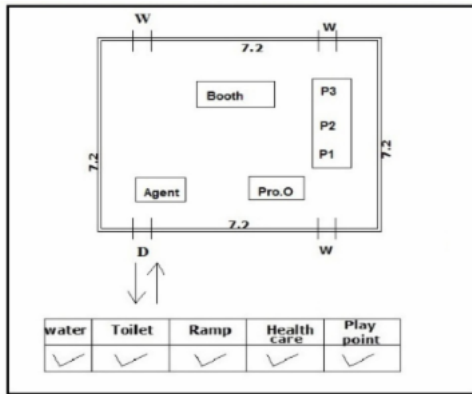 W W
7.2
Booth
P3
P2
P1
7.2 7.2
Agent Pro.O
7.2
D W
water Toilet Ramp Health care Play point